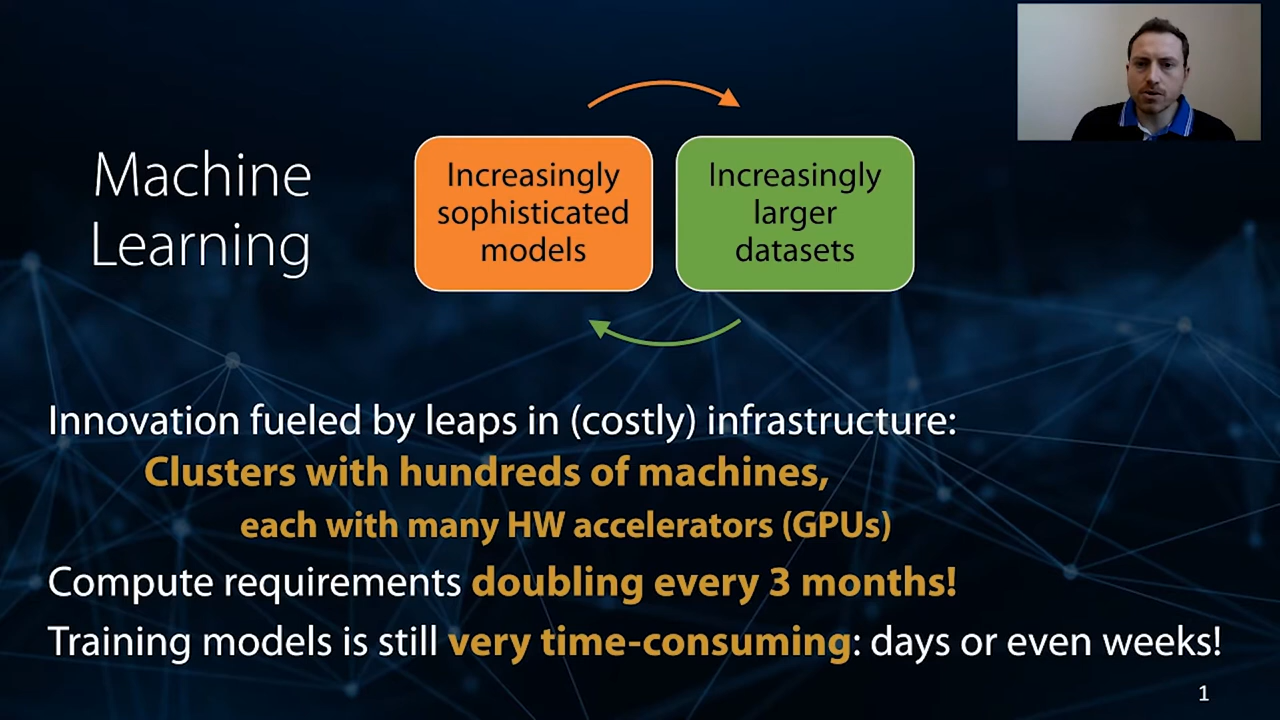 Machine
Learning
Increasingly
sophisticated
models
Increasingly
larger
datasets
Innovation fueled by leaps in (costly) infrastructure:
Clusters with hundreds of machines,
each with many HW accelerators (GPUs)
Compute requirements doubling every 3 months!
Training models is still very time-consuming: days or even weeks!
1